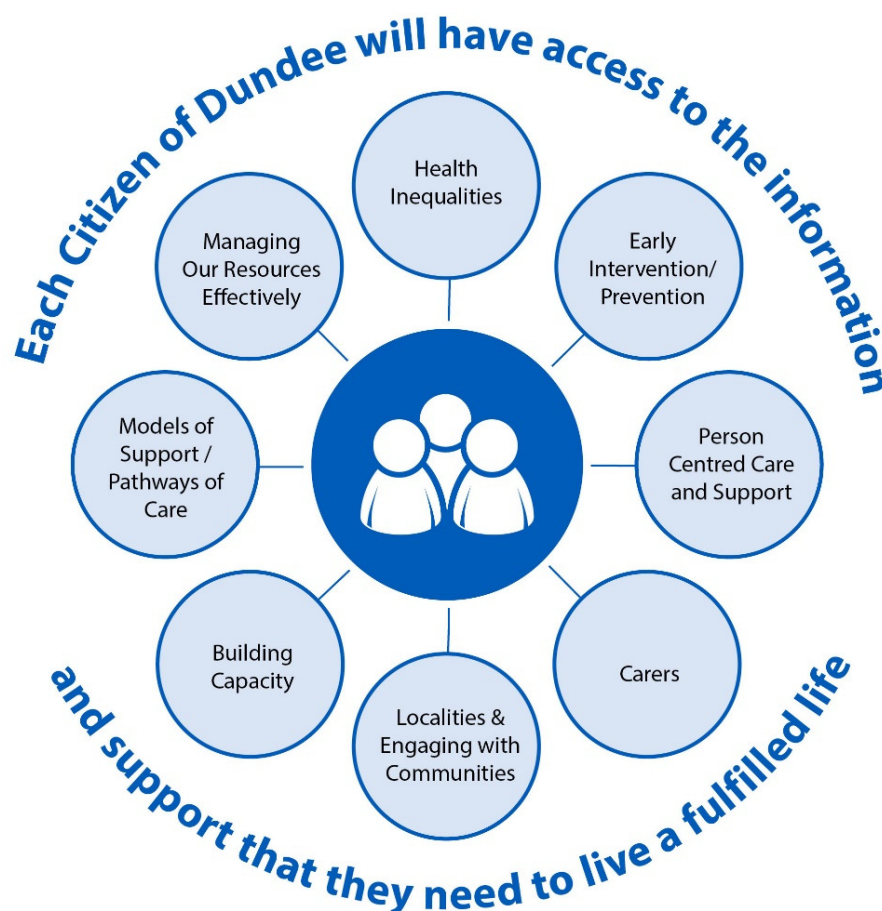 Each Citizen of Dundee will have access to the information
Health
Inequalities
Early
Intervention/
Prevention
Person
Centred Care
and Support
Carers
Localities &
Engaging with
Communities
Building
Capacity
Models of
Support /
Pathways of
Care
Managing
Our Resources
Effectively
and support that they need to live a fulfilled life